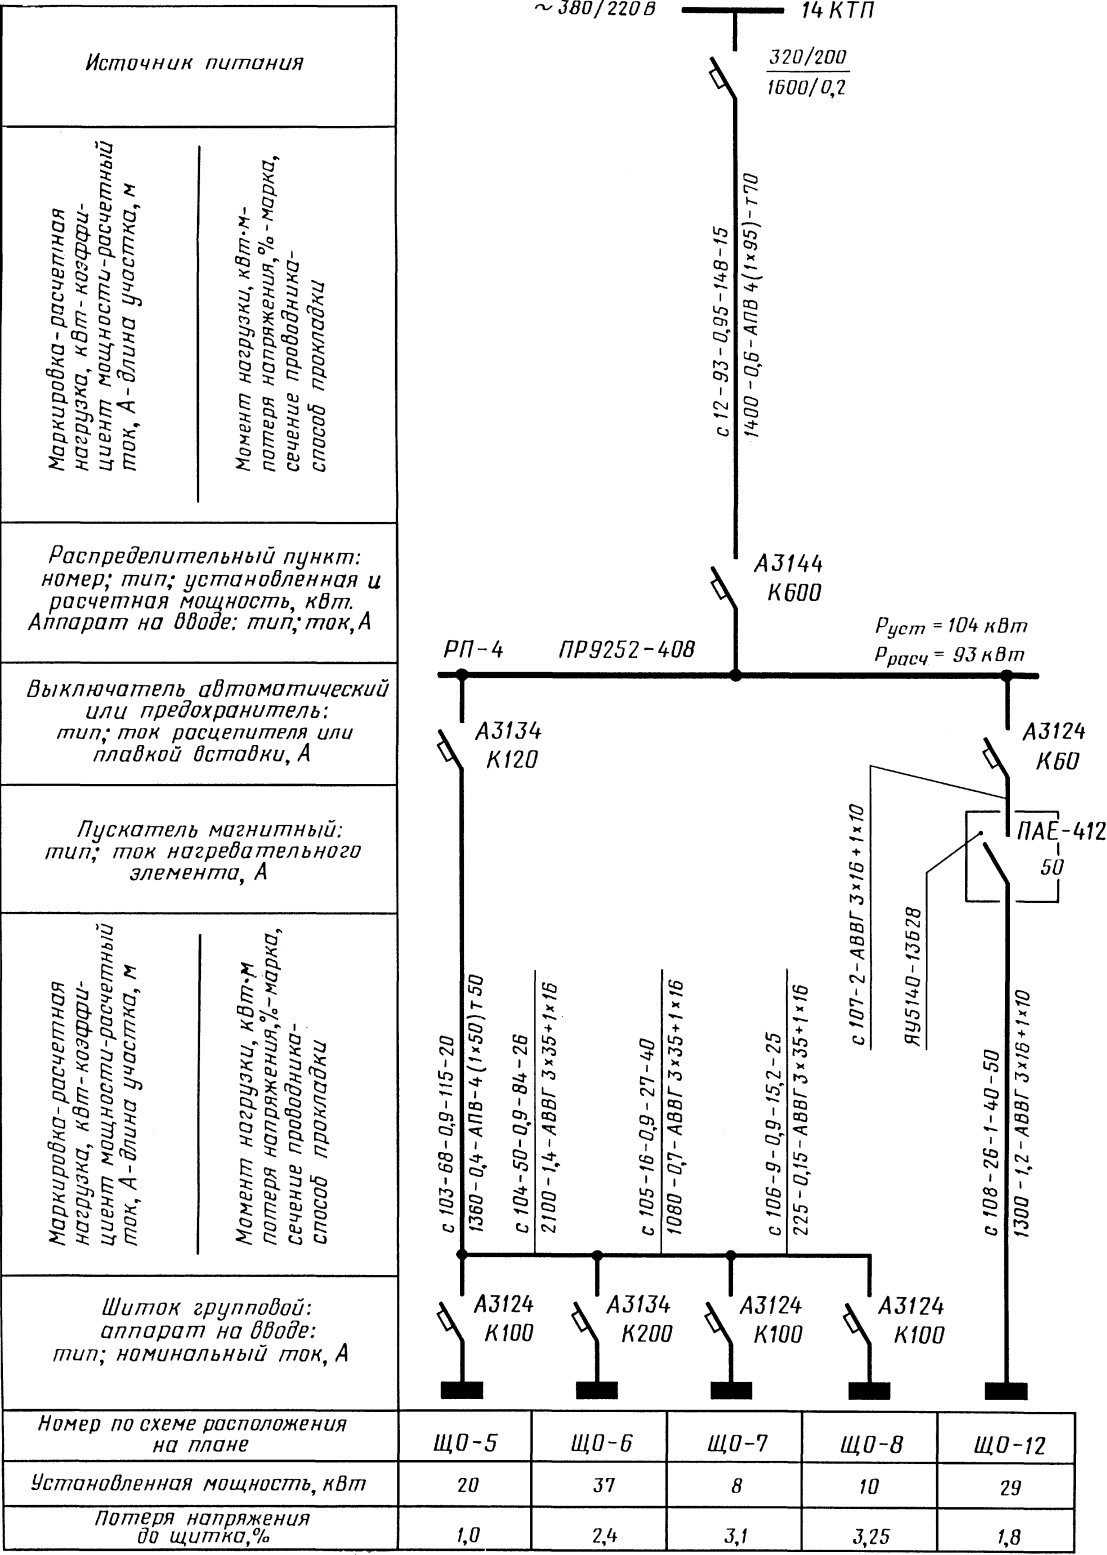 ~380/220 В
14 КТП
Источник питания
320/200
1600/0,2
Маркировка-расчетная
нагрузка, кВт-коэффи-
циент мощности-расчетный
ток, А-длина участка, м
Момент нагрузки, кВт·м-
потеря напряжения,%-марка,
сечение проводника-
способ прокладки
с 12-93-0,95-148-15
1400-0,6-АПВ 4(1×95)-т70
Распределительный пункт:
номер; тип; установленная и
расчетная мощность, кВт.
Аппарат на вводе: тип; ток, А
А3144
К600
РП-4
ПР9252-408
Руст = 104 кВт
Ррасч = 93 кВт
Выключатель автоматический
или предохранитель:
тип; ток расцепителя или
плавкой вставки, А
А3134
К120
А3124
К60
Пускатель магнитный:
тип; ток нагревательного
элемента, А
с 107-2-АВВГ 3×16+1×10
ЯУ5140-13Б28
ПАЕ-412
50
Маркировка-расчетная
нагрузка, кВт-коэффи-
циент мощности-расчетный
ток, А-длина участка, м
Момент нагрузки, кВт·м
потеря напряжения,%-марка,
сечение проводника-
способ прокладки
с 103-68-0,9-115-20
1360-0,4-АПВ-4(1×50) т 50
с 104-50-0,9-84-26
2100-1,4-АВВГ 3×35+1×16
с 105-16-0,9-27-40
1080-0,7-АВВГ 3×35+1×16
с 106-9-0,9-15,2-25
225-0,15-АВВГ 3×35+1×16
с 108-26-1-40-50
1300-1,2-АВВГ 3×16+1×10
Шиток групповой:
аппарат на вводе:
тип; номинальный ток, А
А3124
К100
А3134
К200
А3124
К100
А3124
К100
Номер по схеме расположения
на плане
ЩО-5
ЩО-6
ЩО-7
ЩО-8
ЩО-12
Установленная мощность, кВт
20
37
8
10
29
Потеря напряжения
до щитка,%
1,0
2,4
3,1
3,25
1,8